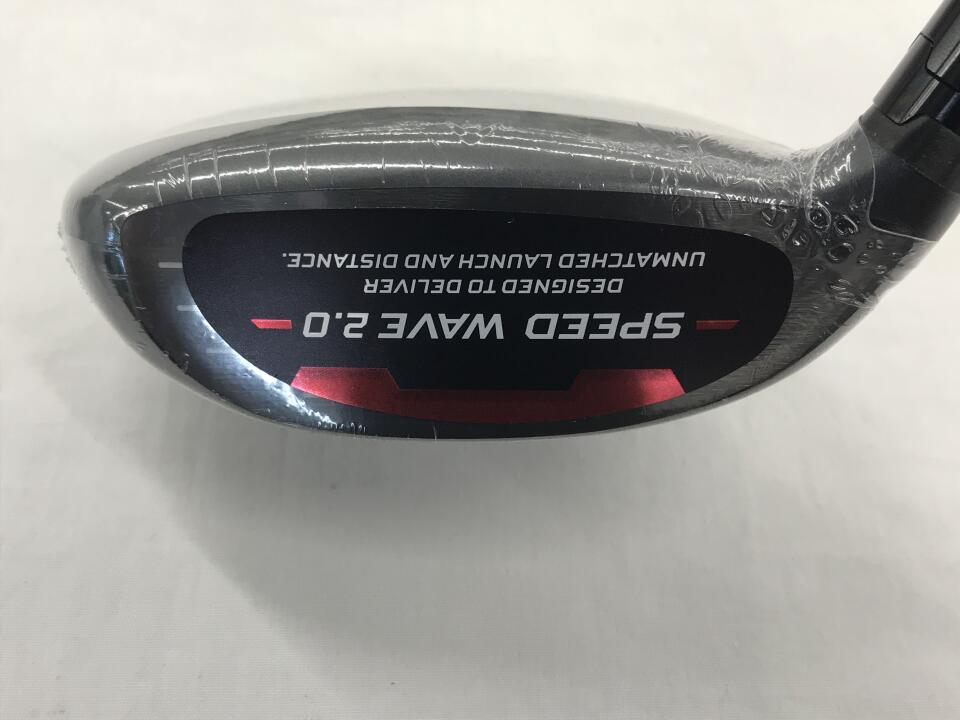 SPEED WAVE 2.0
DESIGNED TO DELIVER
UNMATCHED LAUNCH AND DISTANCE.